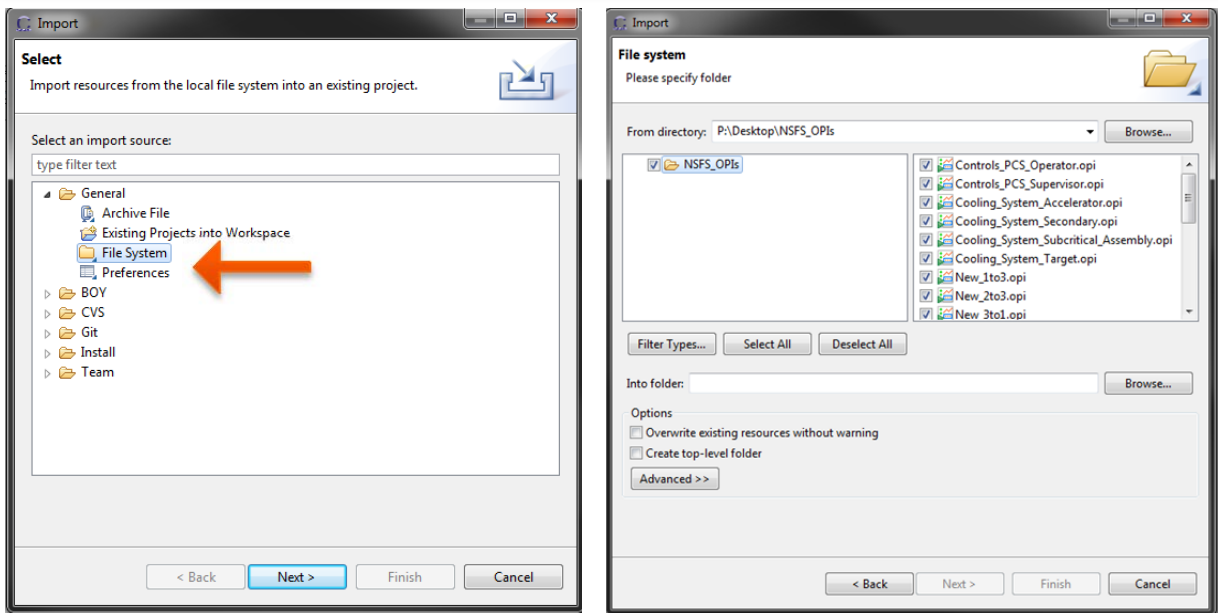 Import
Select
Import resources from the local file system into an existing project.
Select an import source:
type filter text
General
Archive File
Existing Projects into Workspace
File System
Preferences
BOY
CVS
Git
Install
Team
< Back
Next >
Finish
Cancel
Import
File system
Please specify folder
From directory: P:\Desktop\NSFS_OPIs
Browse...
NSFS_OPIs
Controls_PCS_Operator.opi
Controls_PCS_Supervisor.opi
Cooling_System_Accelerator.opi
Cooling_System_Secondary.opi
Cooling_System_Subcritical_Assembly.opi
Cooling_System_Target.opi
New_1to3.opi
New_2to3.opi
New_3to1.opi
Filter Types...
Select All
Deselect All
Into folder:
Browse...
Options
Overwrite existing resources without warning
Create top-level folder
Advanced >>
< Back
Next >
Finish
Cancel